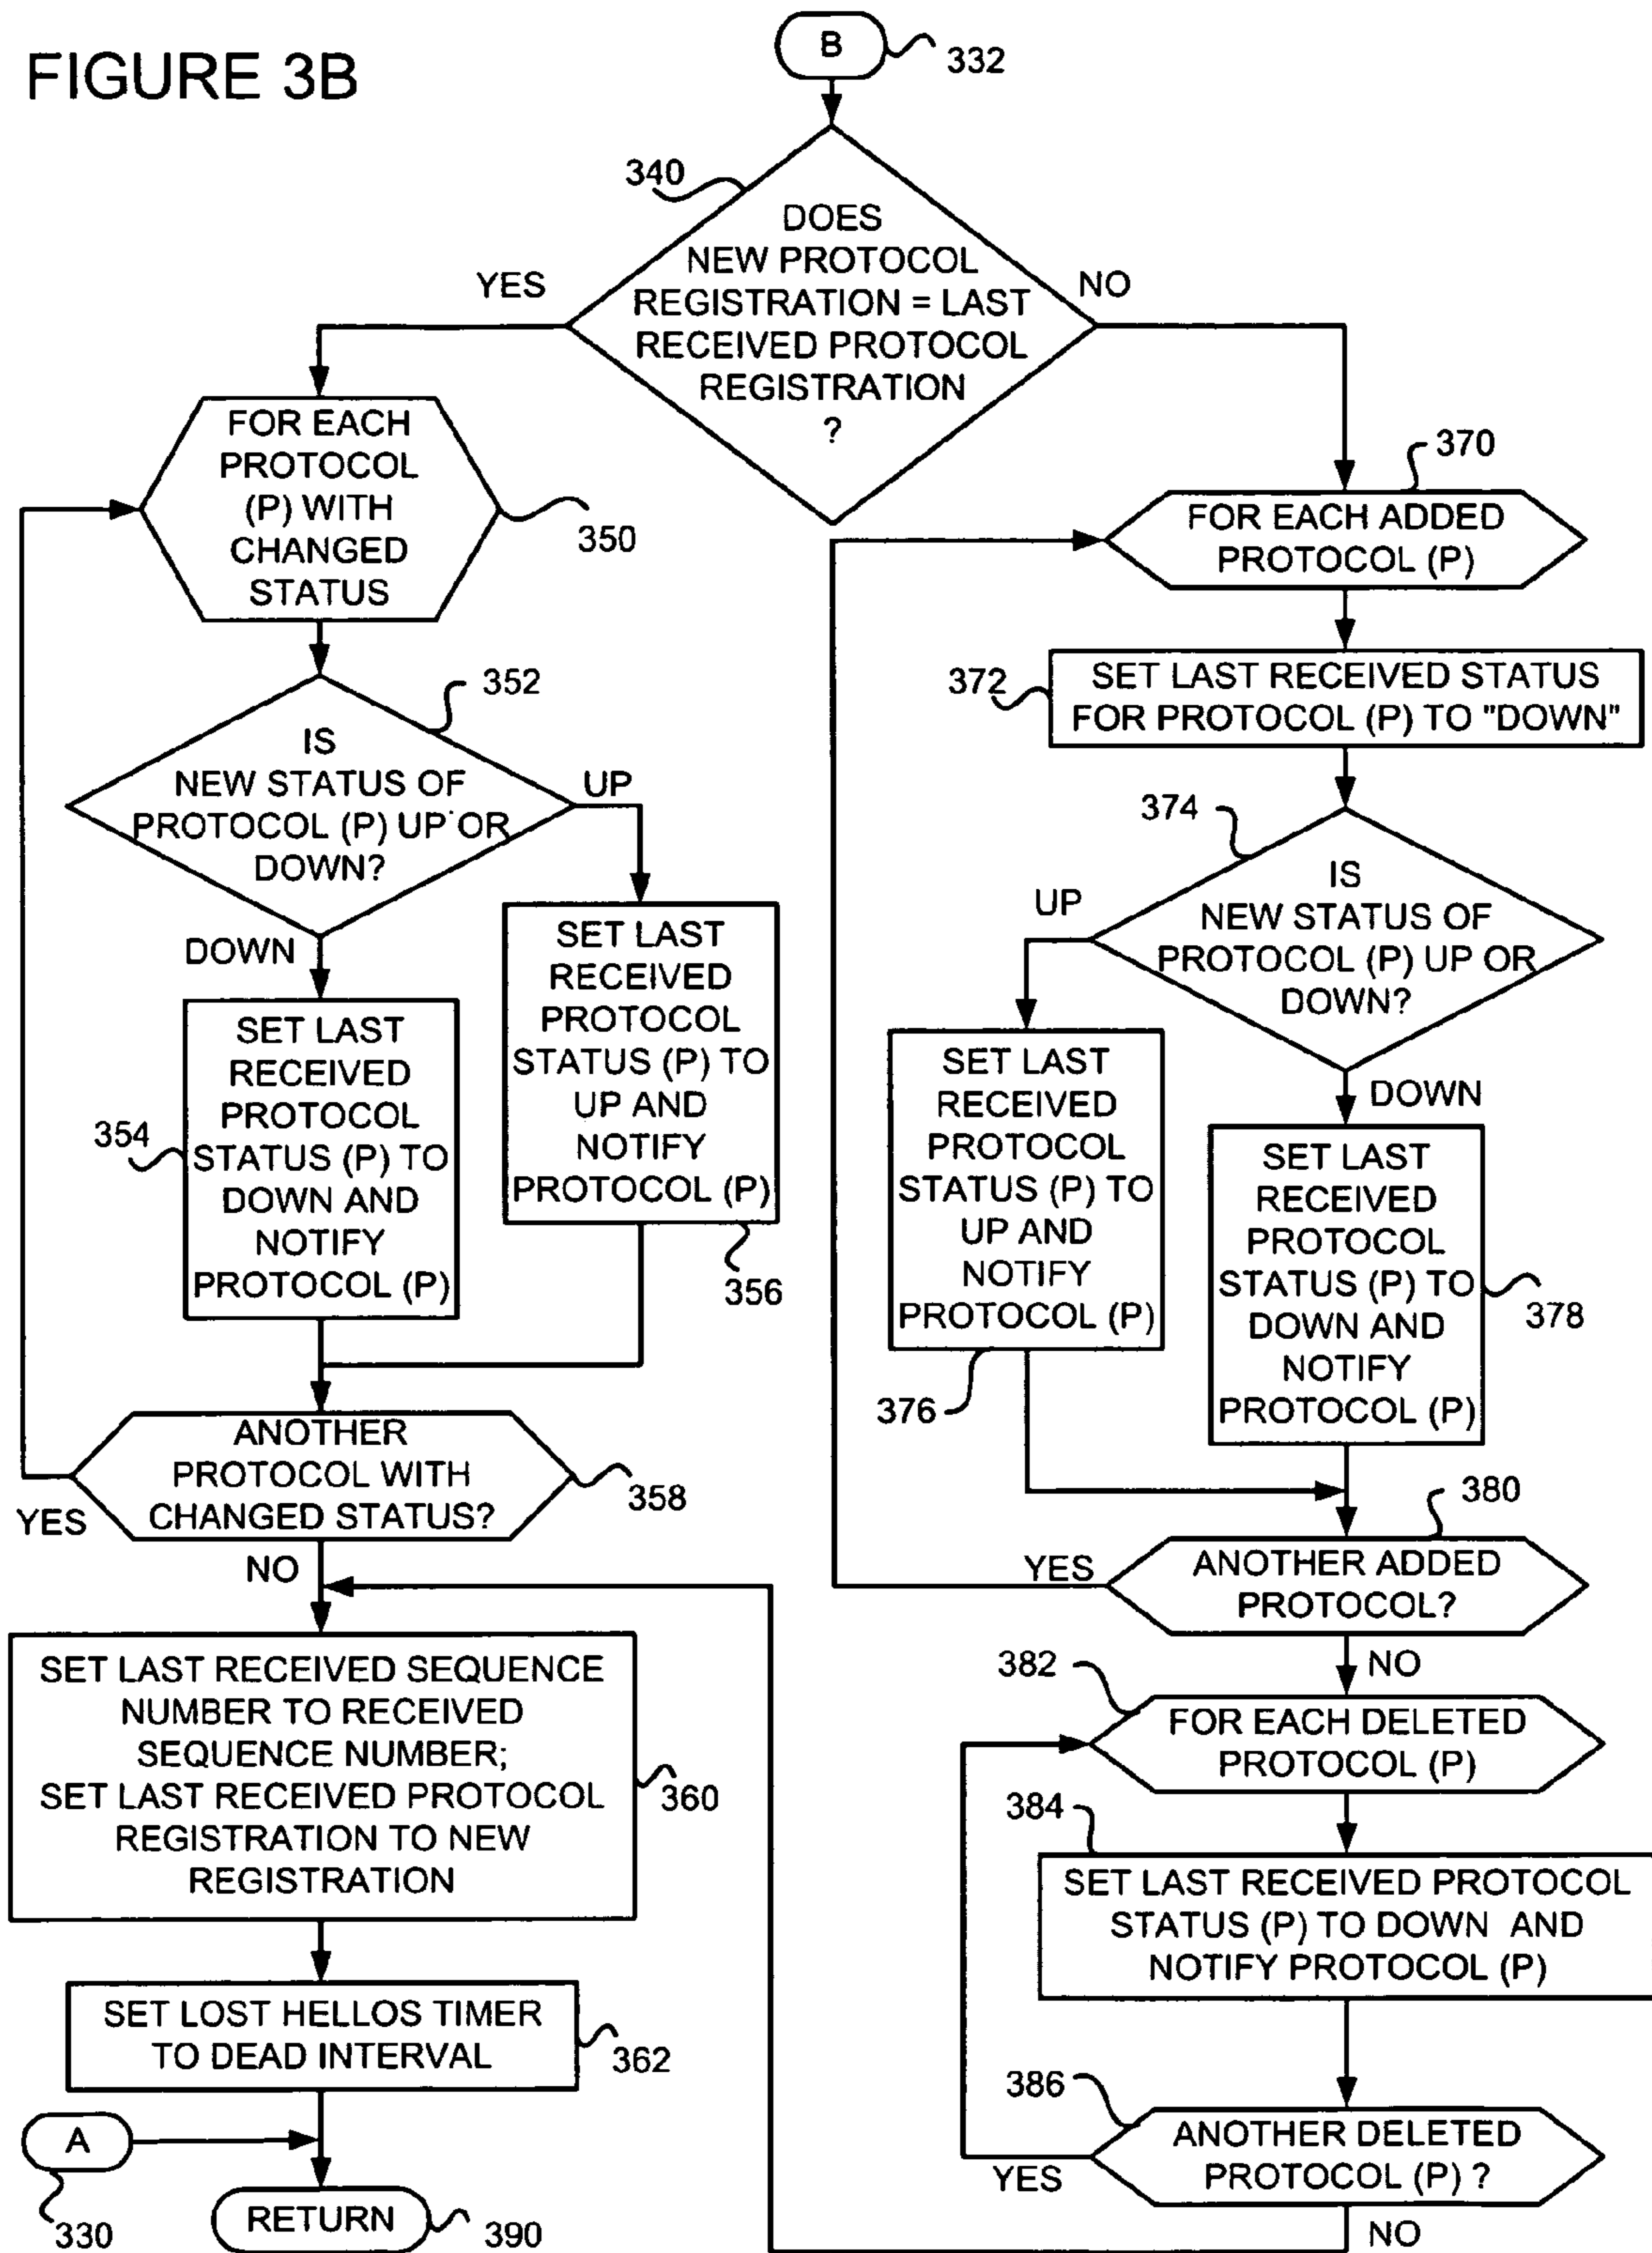 FIGURE 3B
B
332
340
DOES
NEW PROTOCOL
REGISTRATION = LAST
RECEIVED PROTOCOL
REGISTRATION
?
YES
NO
FOR EACH
PROTOCOL
(P) WITH
CHANGED
STATUS
350
352
IS
NEW STATUS OF
PROTOCOL (P) UP OR
DOWN?
UP
DOWN
SET LAST
RECEIVED
PROTOCOL
STATUS (P) TO
DOWN AND
NOTIFY
PROTOCOL (P)
354
SET LAST
RECEIVED
PROTOCOL
STATUS (P) TO
UP AND
NOTIFY
PROTOCOL (P)
356
ANOTHER
PROTOCOL WITH
CHANGED STATUS?
358
YES
NO
SET LAST RECEIVED SEQUENCE
NUMBER TO RECEIVED
SEQUENCE NUMBER;
SET LAST RECEIVED PROTOCOL
REGISTRATION TO NEW
REGISTRATION
360
SET LOST HELLOS TIMER
TO DEAD INTERVAL
362
A
330
RETURN
390
370
FOR EACH ADDED
PROTOCOL (P)
372
SET LAST RECEIVED STATUS
FOR PROTOCOL (P) TO "DOWN"
374
IS
NEW STATUS OF
PROTOCOL (P) UP OR
DOWN?
UP
DOWN
SET LAST
RECEIVED
PROTOCOL
STATUS (P) TO
UP AND
NOTIFY
PROTOCOL (P)
376
SET LAST
RECEIVED
PROTOCOL
STATUS (P) TO
DOWN AND
NOTIFY
PROTOCOL (P)
378
380
ANOTHER ADDED
PROTOCOL?
YES
NO
382
FOR EACH DELETED
PROTOCOL (P)
384
SET LAST RECEIVED PROTOCOL
STATUS (P) TO DOWN AND
NOTIFY PROTOCOL (P)
386
ANOTHER DELETED
PROTOCOL (P) ?
YES
NO